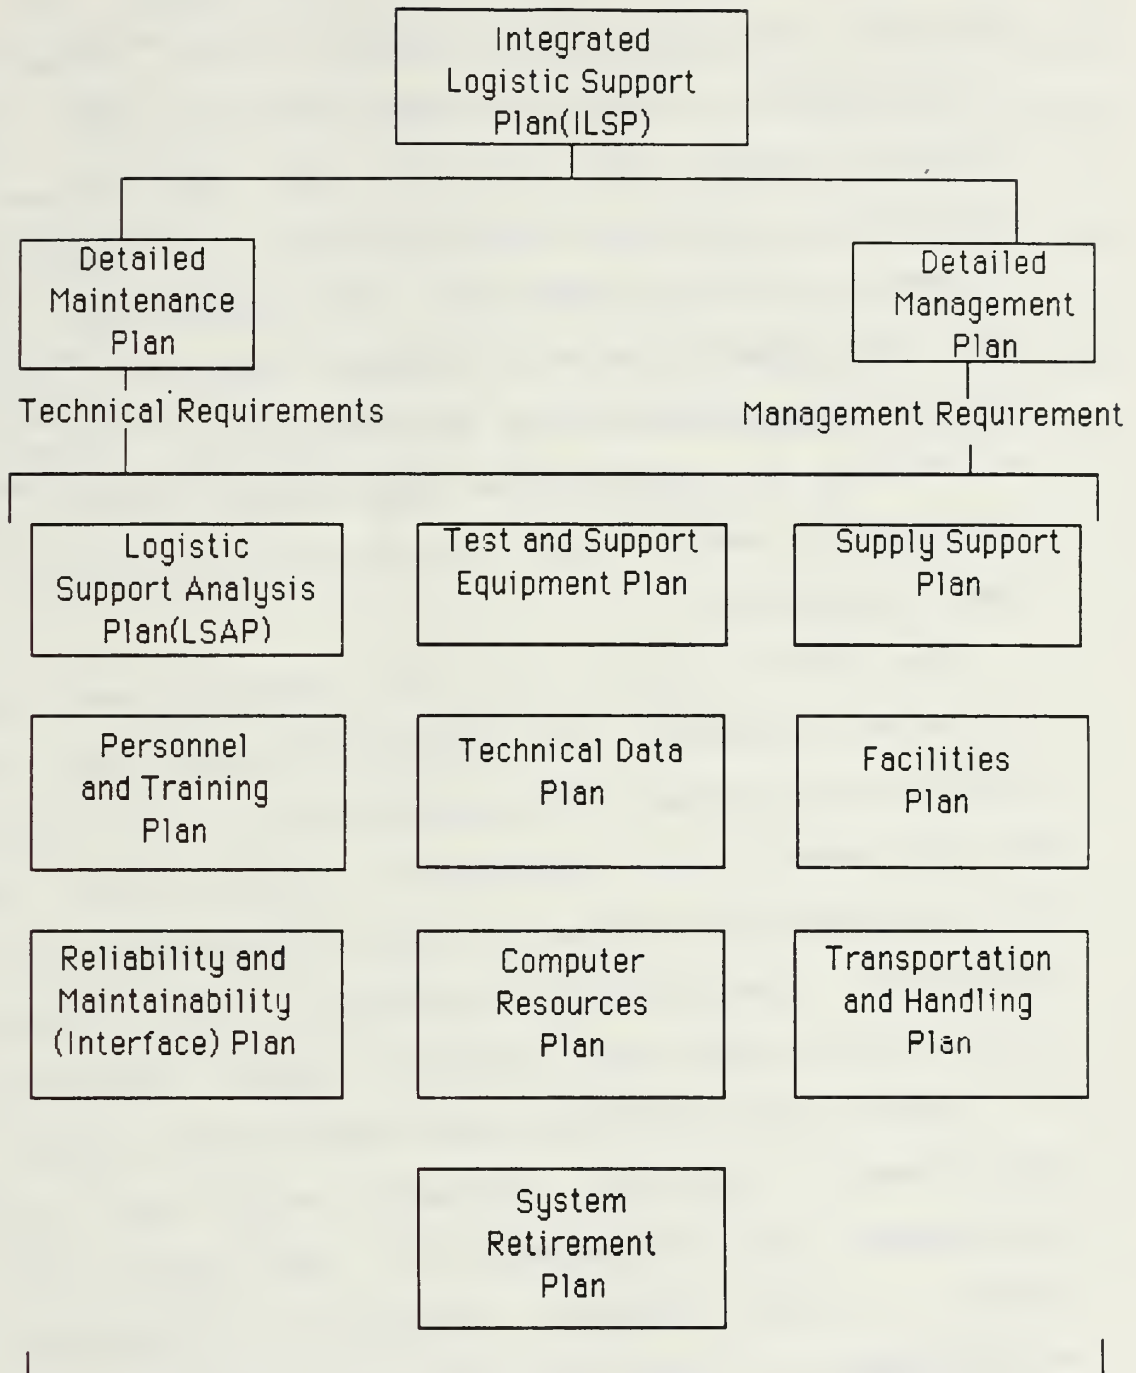 Integrated
Logistic Support
Plan(ILSP)
Detailed
Maintenance
Plan
Detailed
Management
Plan
Technical Requirements
Management Requirement
Logistic
Support Analysis
Plan(LSAP)
Test and Support
Equipment Plan
Supply Support
Plan
Personnel
and Training
Plan
Technical Data
Plan
Facilities
Plan
Reliability and
Maintainability
(Interface) Plan
Computer
Resources
Plan
Transportation
and Handling
Plan
System
Retirement
Plan